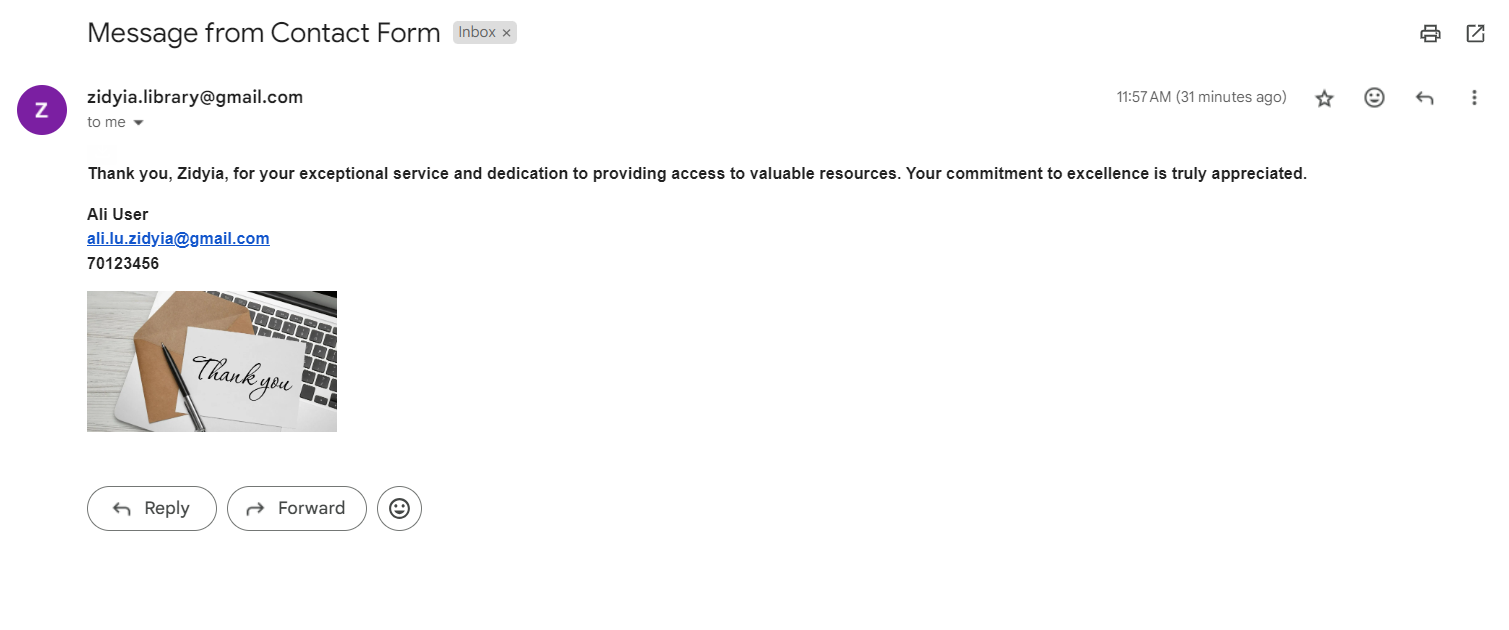 Message from Contact Form Inbox ×
Z
zidyia.library@gmail.com 11:57 AM (31 minutes ago)
to me
Thank you, Zidyia, for your exceptional service and dedication to providing access to valuable resources. Your commitment to excellence is truly appreciated.
Ali User
ali.lu.zidyia@gmail.com
70123456
Thank you
Reply Forward